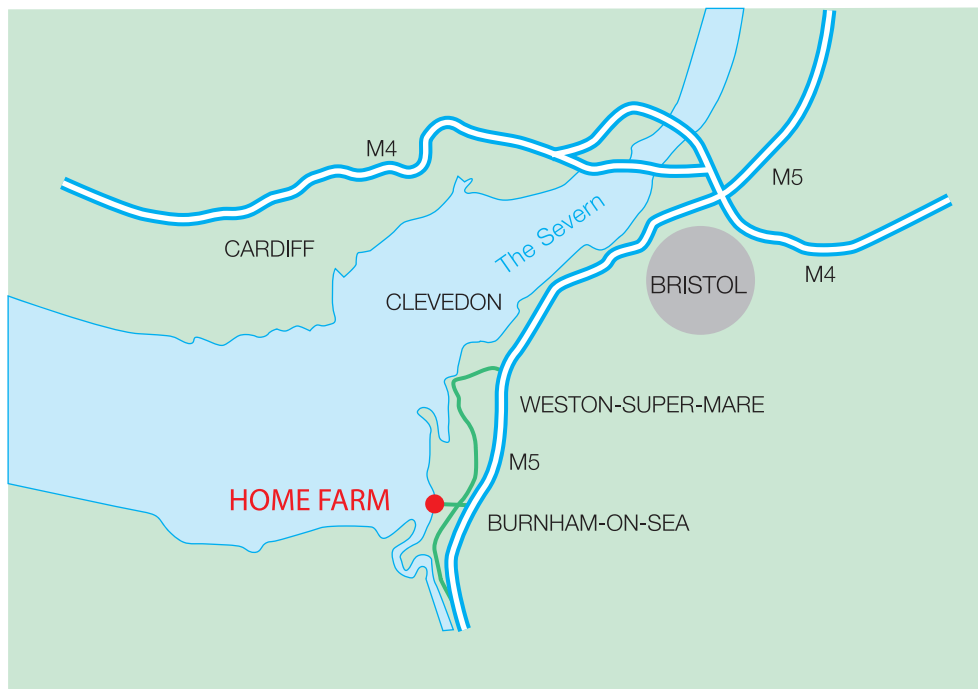 M4
M5
The Severn
CARDIFF
M4
BRISTOL
CLEVEDON
WESTON-SUPER-MARE
M5
HOME FARM
BURNHAM-ON-SEA